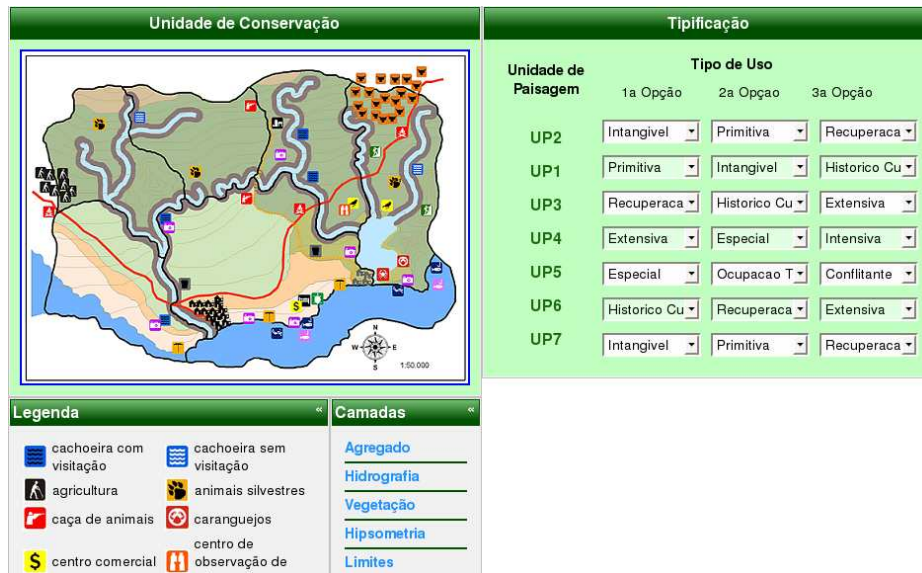 Unidade de Conservação
N
W
E
S
1:50.000
Tipificação
Unidade de
Paisagem
Tipo de Uso
1a Opção 2a Opçao 3a Opção
UP2 Intangivel Primitiva Recuperaca
UP1 Primitiva Intangivel Historico Cu
UP3 Recuperaca Historico Cu Extensiva
UP4 Extensiva Especial Intensiva
UP5 Especial Ocupacao T Conflitante
UP6 Historico Cu Recuperaca Extensiva
UP7 Intangivel Primitiva Recuperaca
Legenda «
cachoeira com
visitação
cachoeira sem
visitação
agricultura
animais silvestres
caça de animais
caranguejos
$ centro comercial
centro de
observação de
Camadas «
Agregado
Hidrografia
Vegetação
Hipsometria
Limites